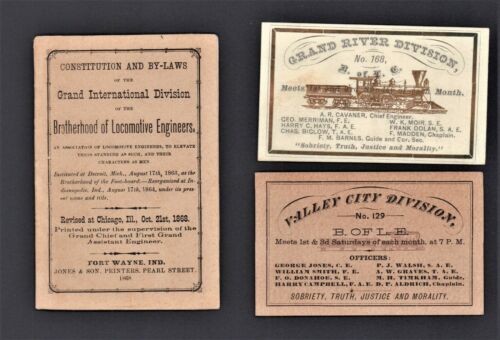 CONSTITUTION AND BY-LAWS
OF THE
Grand International Division
OF THE
Brotherhood of Locomotive Engineers.
AN ASSOCIATION OF LOCOMOTIVE ENGINEERS, TO ELEVATE
THEIR STANDING AS SUCH, AND THEIR
CHARACTERS AS MEN.
Instituted at Detroit, Mich., August 17th, 1863, as
the Brotherhood of the Foot-board:—Reorganized at In-
dianapolis, Ind., August 17th, 1864, under its pres-
ent name and title.
Revised at Chicago, Ill., Oct. 21st, 1868.
Printed under the supervision of the
Grand Chief and First Grand
Assistant Engineer.
FORT WAYNE, IND.
JONES & SON, PRINTERS, PEARL STREET.
1868.
GRAND RIVER DIVISION,
No. 168,
B. of L. E.
Meets Month.
A. R. CAVANER, Chief Engineer.
GEO. MERRIMAN, F. E. W. K. MOIR, S. E.
HARRY C. HAYS, F. A. E. FRANK DOLAN, S. A. E.
CHAS. BIGLOW, T. A. E. F. MADDEN, Chaplain.
F. M. BARNES, Guide and Cor. Sec.
"Sobriety, Truth, Justice and Morality."
VALLEY CITY DIVISION,
No. 129
B. OF L. E.
Meets 1st & 3d Saturdays of each month, at 7 P. M.
OFFICERS:
GEORGE JONES, C. E. P. J. WALSH, S. A. E.
WILLIAM SMITH, F. E. A. W. GRAVES, T. A. E.
F. O. DONAHOE, S. E. M. H. TIMKHAM, Guide,
HARRY CAMPBELL, F. A. E. D. P. ALDRICH, Chaplain.
SOBRIETY, TRUTH, JUSTICE AND MORALITY.